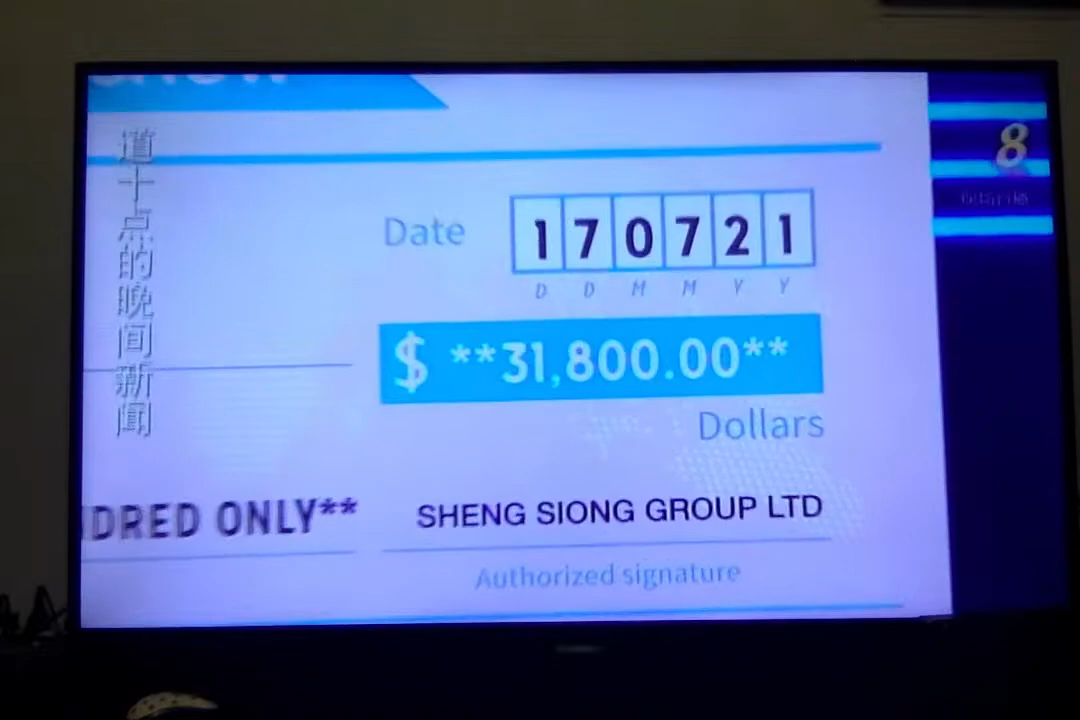 道十点的晚间新闻
8
Date
170721
D D M M Y Y
$ **31,800.00**
Dollars
DRED ONLY**
SHENG SIONG GROUP LTD
Authorized signature